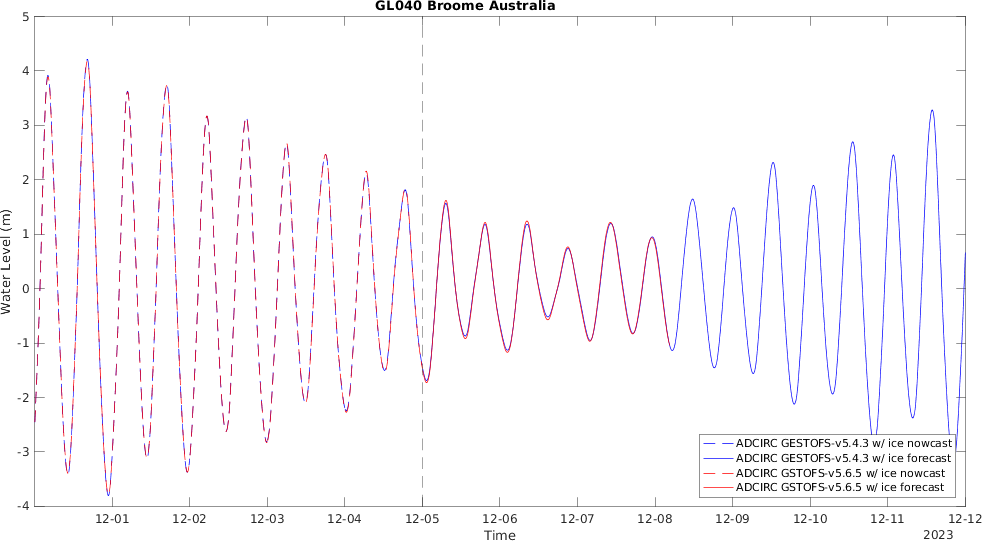 GL040 Broome Australia
5
4
3
2
1
0
-1
-2
-3
-4
Water Level (m)
ADCIRC GESTOFS-v5.4.3 w/ ice nowcast
ADCIRC GESTOFS-v5.4.3 w/ ice forecast
ADCIRC GSTOFS-v5.6.5 w/ ice nowcast
ADCIRC GSTOFS-v5.6.5 w/ ice forecast
12-01 12-02 12-03 12-04 12-05 12-06 12-07 12-08 12-09 12-10 12-11 12-12
Time
2023